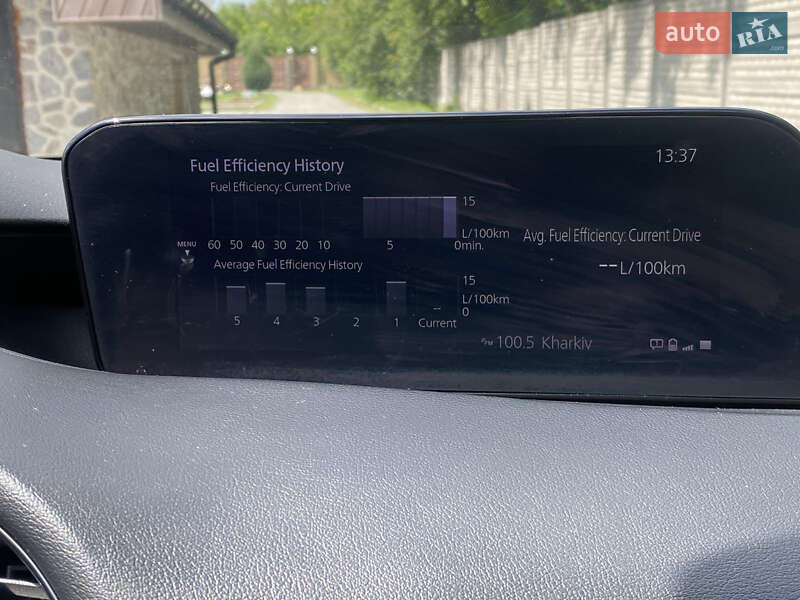 auto RIA
.com
13:37
Fuel Efficiency History
Fuel Efficiency: Current Drive
15
L/100km
MENU 60 50 40 30 20 10 5 0min.
Avg. Fuel Efficiency: Current Drive
--L/100km
Average Fuel Efficiency History
15
L/100km
0
--
5 4 3 2 1 Current
FM 100.5 Kharkiv